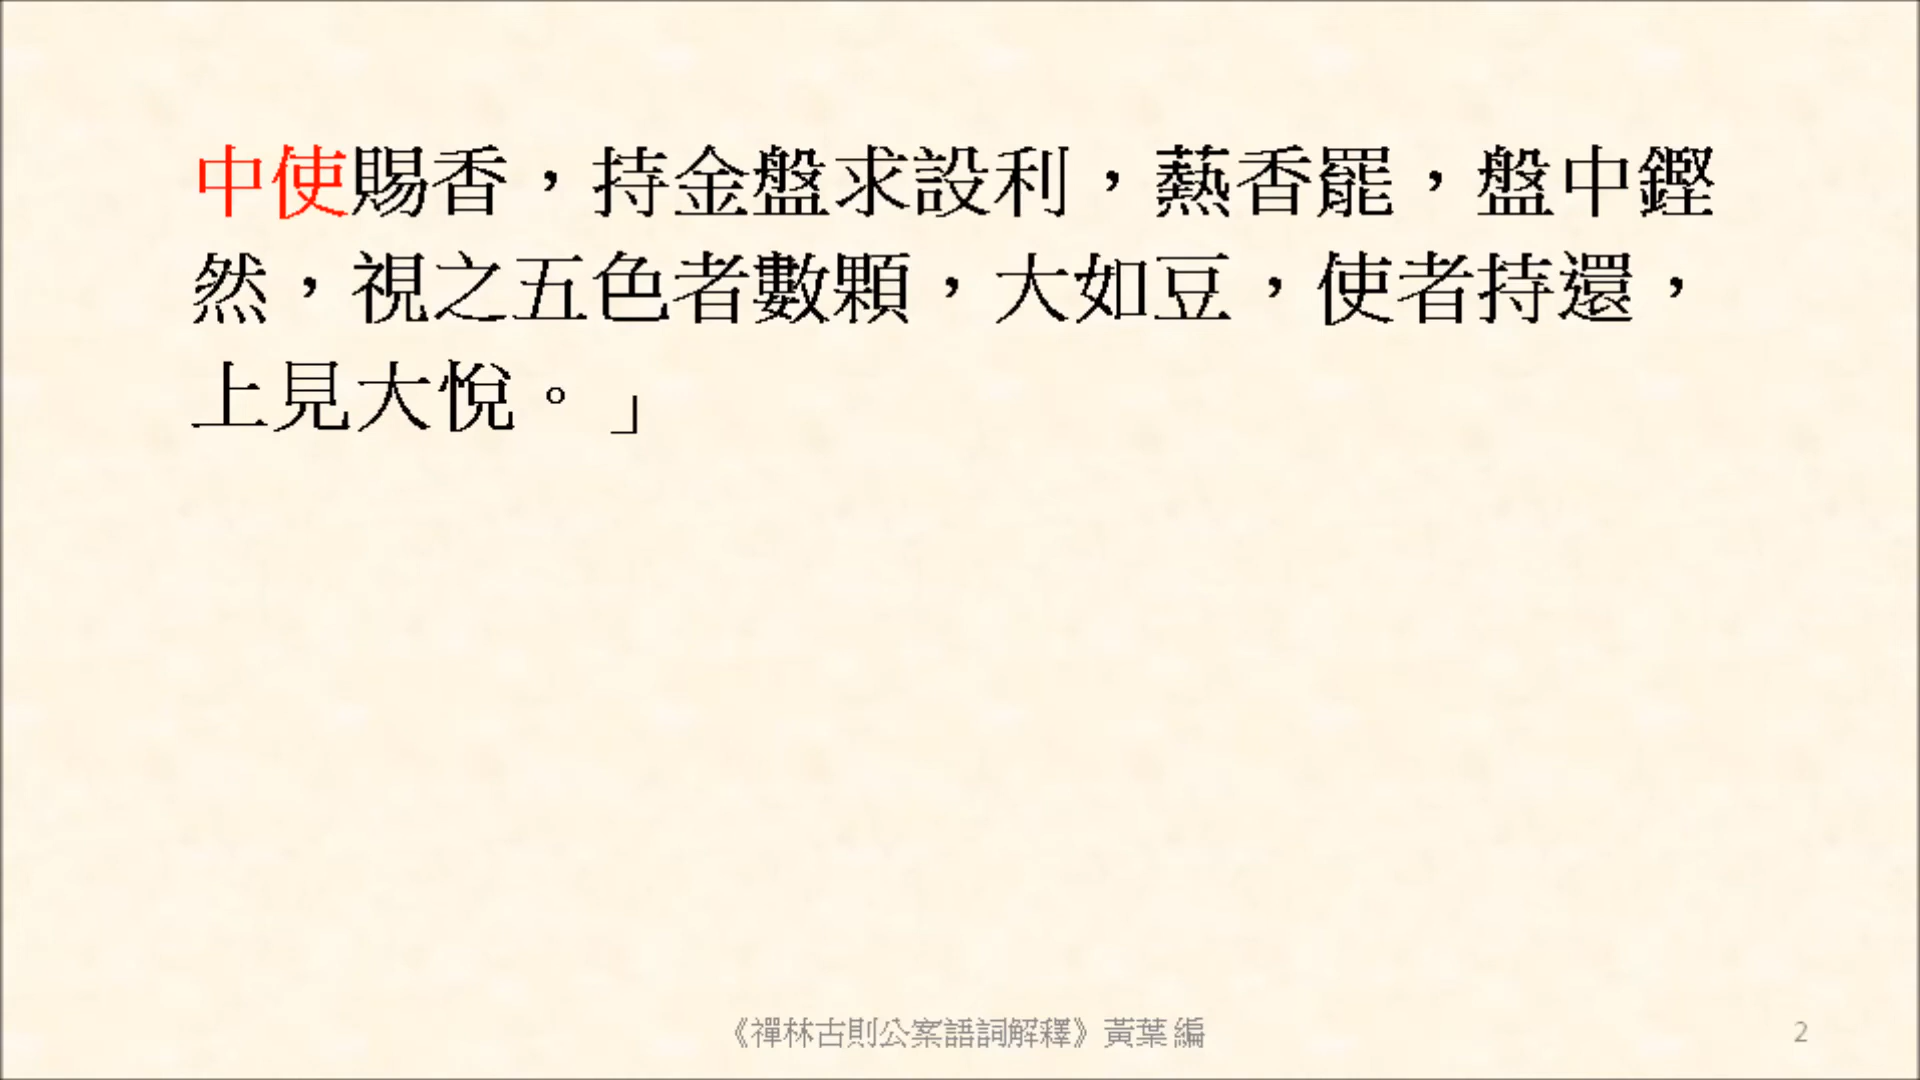 中使賜香，持金盤求設利，爇香罷，盤中鏗
然，視之五色者數顆，大如豆，使者持還，
上見大悅。」
《禪林古則公案語詞解釋》黃葉 編
2